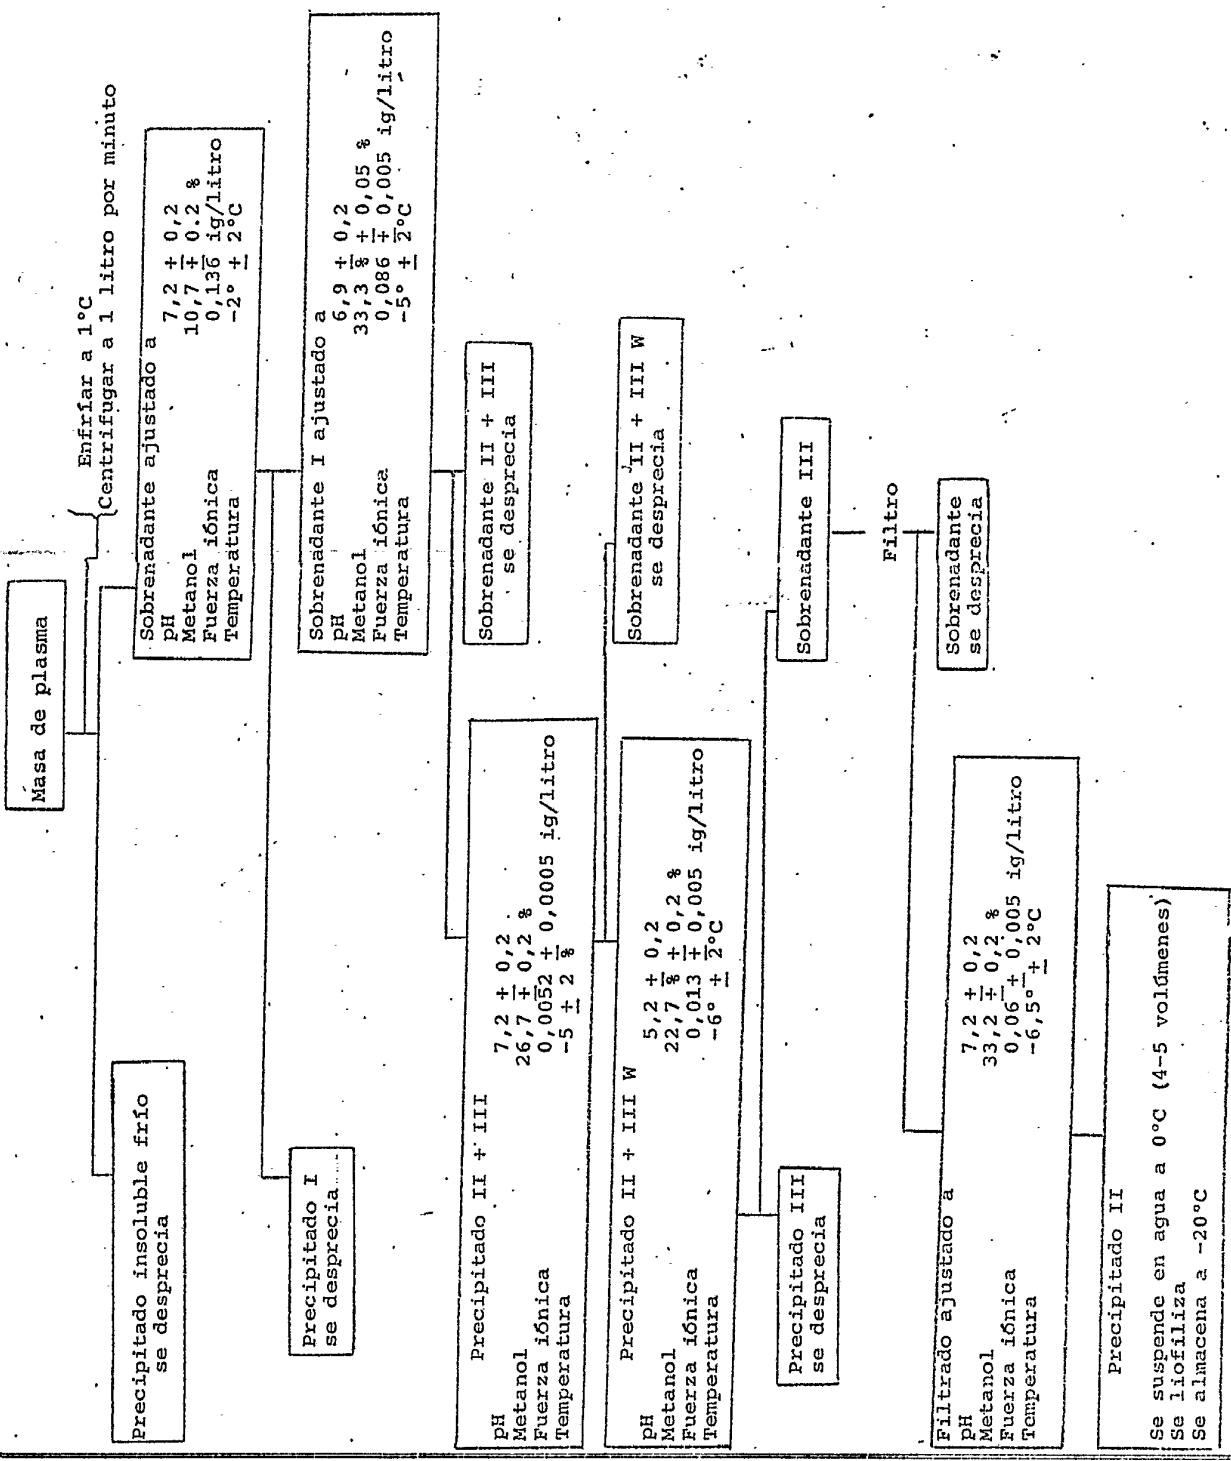 Masa de plasma
Enfríar a 1°C
Centrifugar a 1 litro por minuto
Precipitado insoluble frío
se desprecia
Sobrenadante ajustado a
pH 7,2 ± 0,2
Metanol 10,7 ± 0.2 %
Fuerza iónica 0,136 ig/litro
Temperatura -2° ± 2°C
Precipitado I
se desprecia
Sobrenadante I ajustado a
pH 6,9 ± 0,2
Metanol 33,3 % ± 0,05 %
Fuerza iónica 0,086 ± 0,005 ig/litro
Temperatura -5° ± 2°C
Precipitado II + III
pH 7,2 ± 0,2
Metanol 26,7 ± 0,2 %
Fuerza iónica 0,0052 ± 0,0005 ig/litro
Temperatura -5 ± 2 %
Sobrenadante II + III
se desprecia
Precipitado II + III W
pH 5,2 ± 0,2
Metanol 22,7 % ± 0,2 %
Fuerza iónica 0,013 ± 0,005 ig/litro
Temperatura -6° ± 2°C
Sobrenadante II + III W
se desprecia
Precipitado III
se desprecia
Sobrenadante III
Filtro
Filtrado ajustado a
pH 7,2 ± 0,2
Metanol 33,2 ± 0,2 %
Fuerza iónica 0,06 ± 0,005 ig/litro
Temperatura -6,5° ± 2°C
Sobrenadante
se desprecia
Precipitado II
Se suspende en agua a 0°C (4-5 volúmenes)
Se liofiliza
Se almacena a -20°C